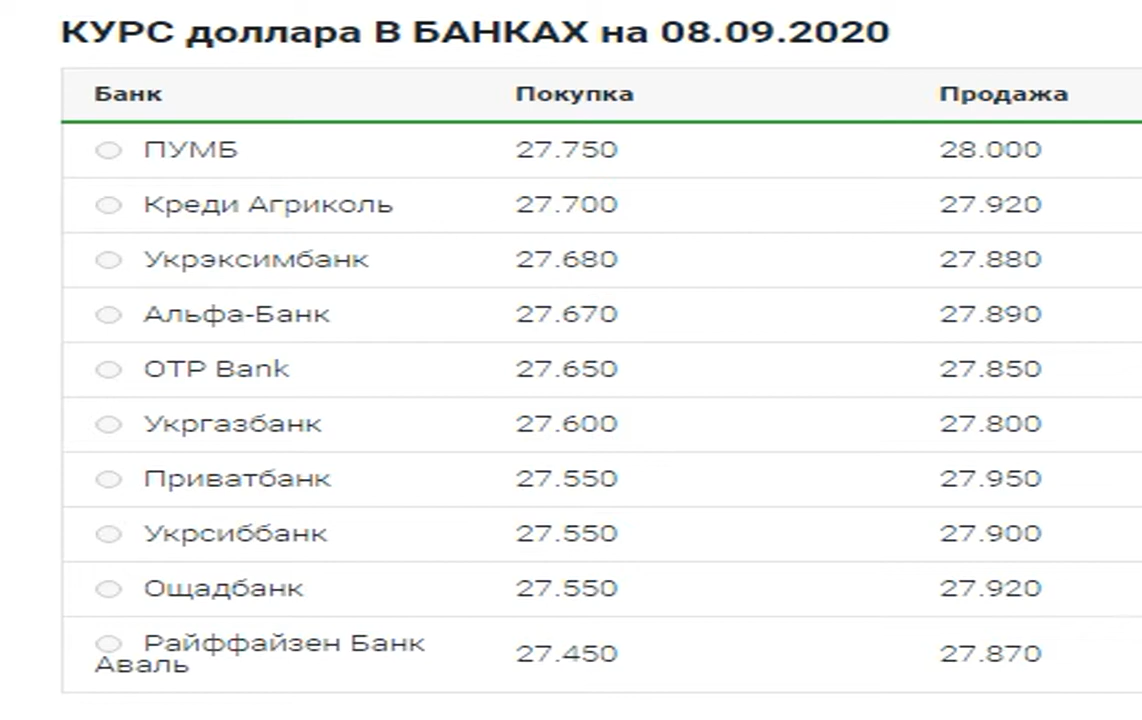 КУРС доллара В БАНКАХ на 08.09.2020
Банк Покупка Продажа
ПУМБ 27.750 28.000
Креди Агриколь 27.700 27.920
Укрэксимбанк 27.680 27.880
Альфа-Банк 27.670 27.890
OTP Bank 27.650 27.850
Укргазбанк 27.600 27.800
Приватбанк 27.550 27.950
Укрсиббанк 27.550 27.900
Ощадбанк 27.550 27.920
Райффайзен Банк
Аваль 27.450 27.870